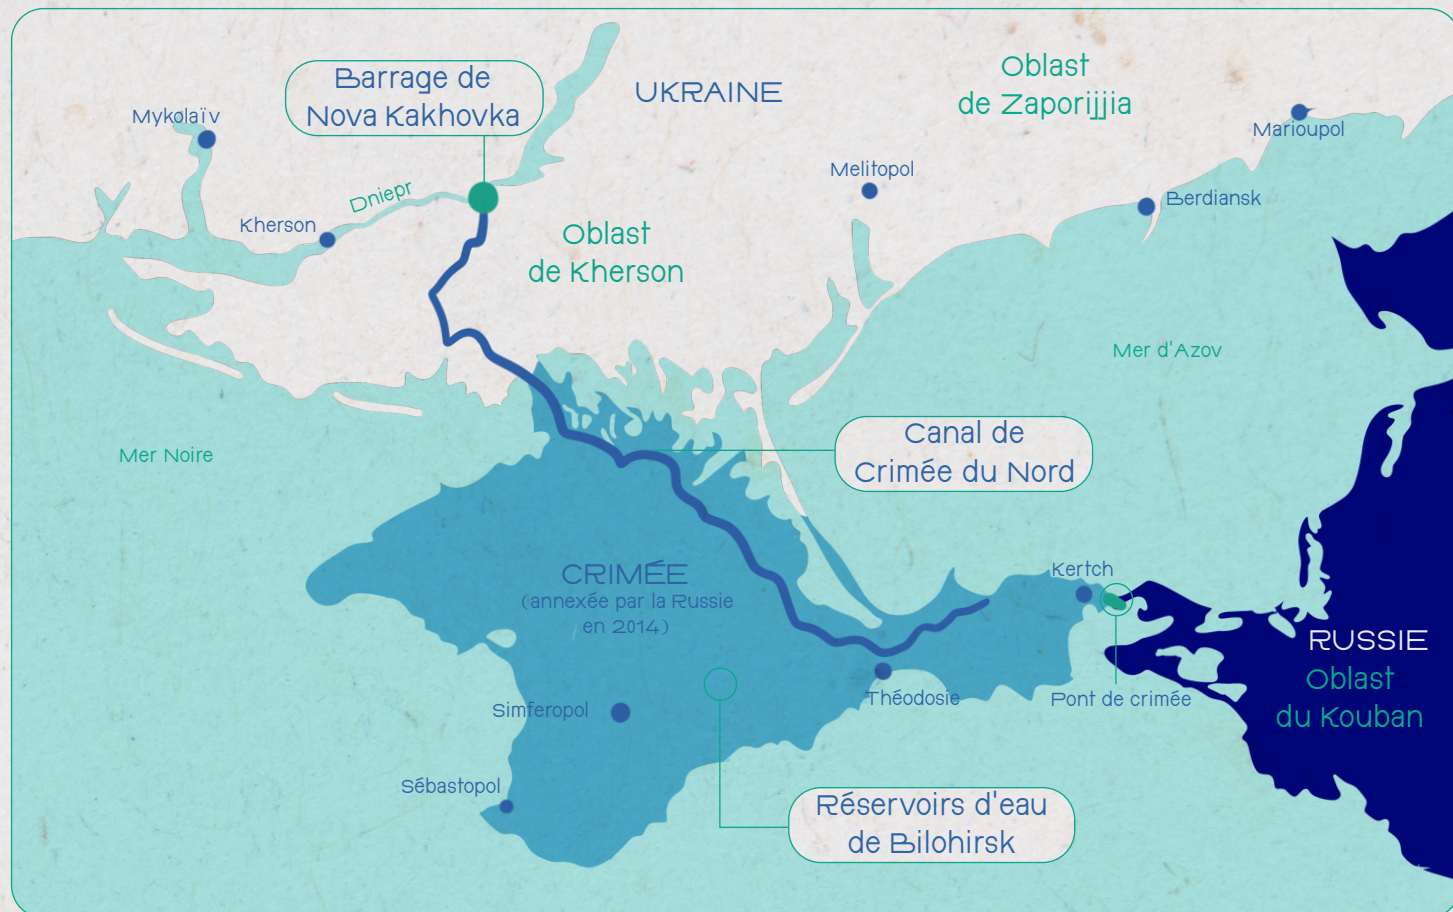 Barrage de
Nova Kakhovka
UKRAINE
Oblast
de Zaporijjia
Mykolaïv
Marioupol
Melitopol
Dniepr
Berdiansk
Kherson
Oblast
de Kherson
Mer d'Azov
Mer Noire
Canal de
Crimée du Nord
CRIMÉE
(annexée par la Russie
en 2014)
Kertch
RUSSIE
Oblast
du Kouban
Théodosie
Pont de crimée
Simferopol
Sébastopol
Réservoirs d'eau
de Bilohirsk